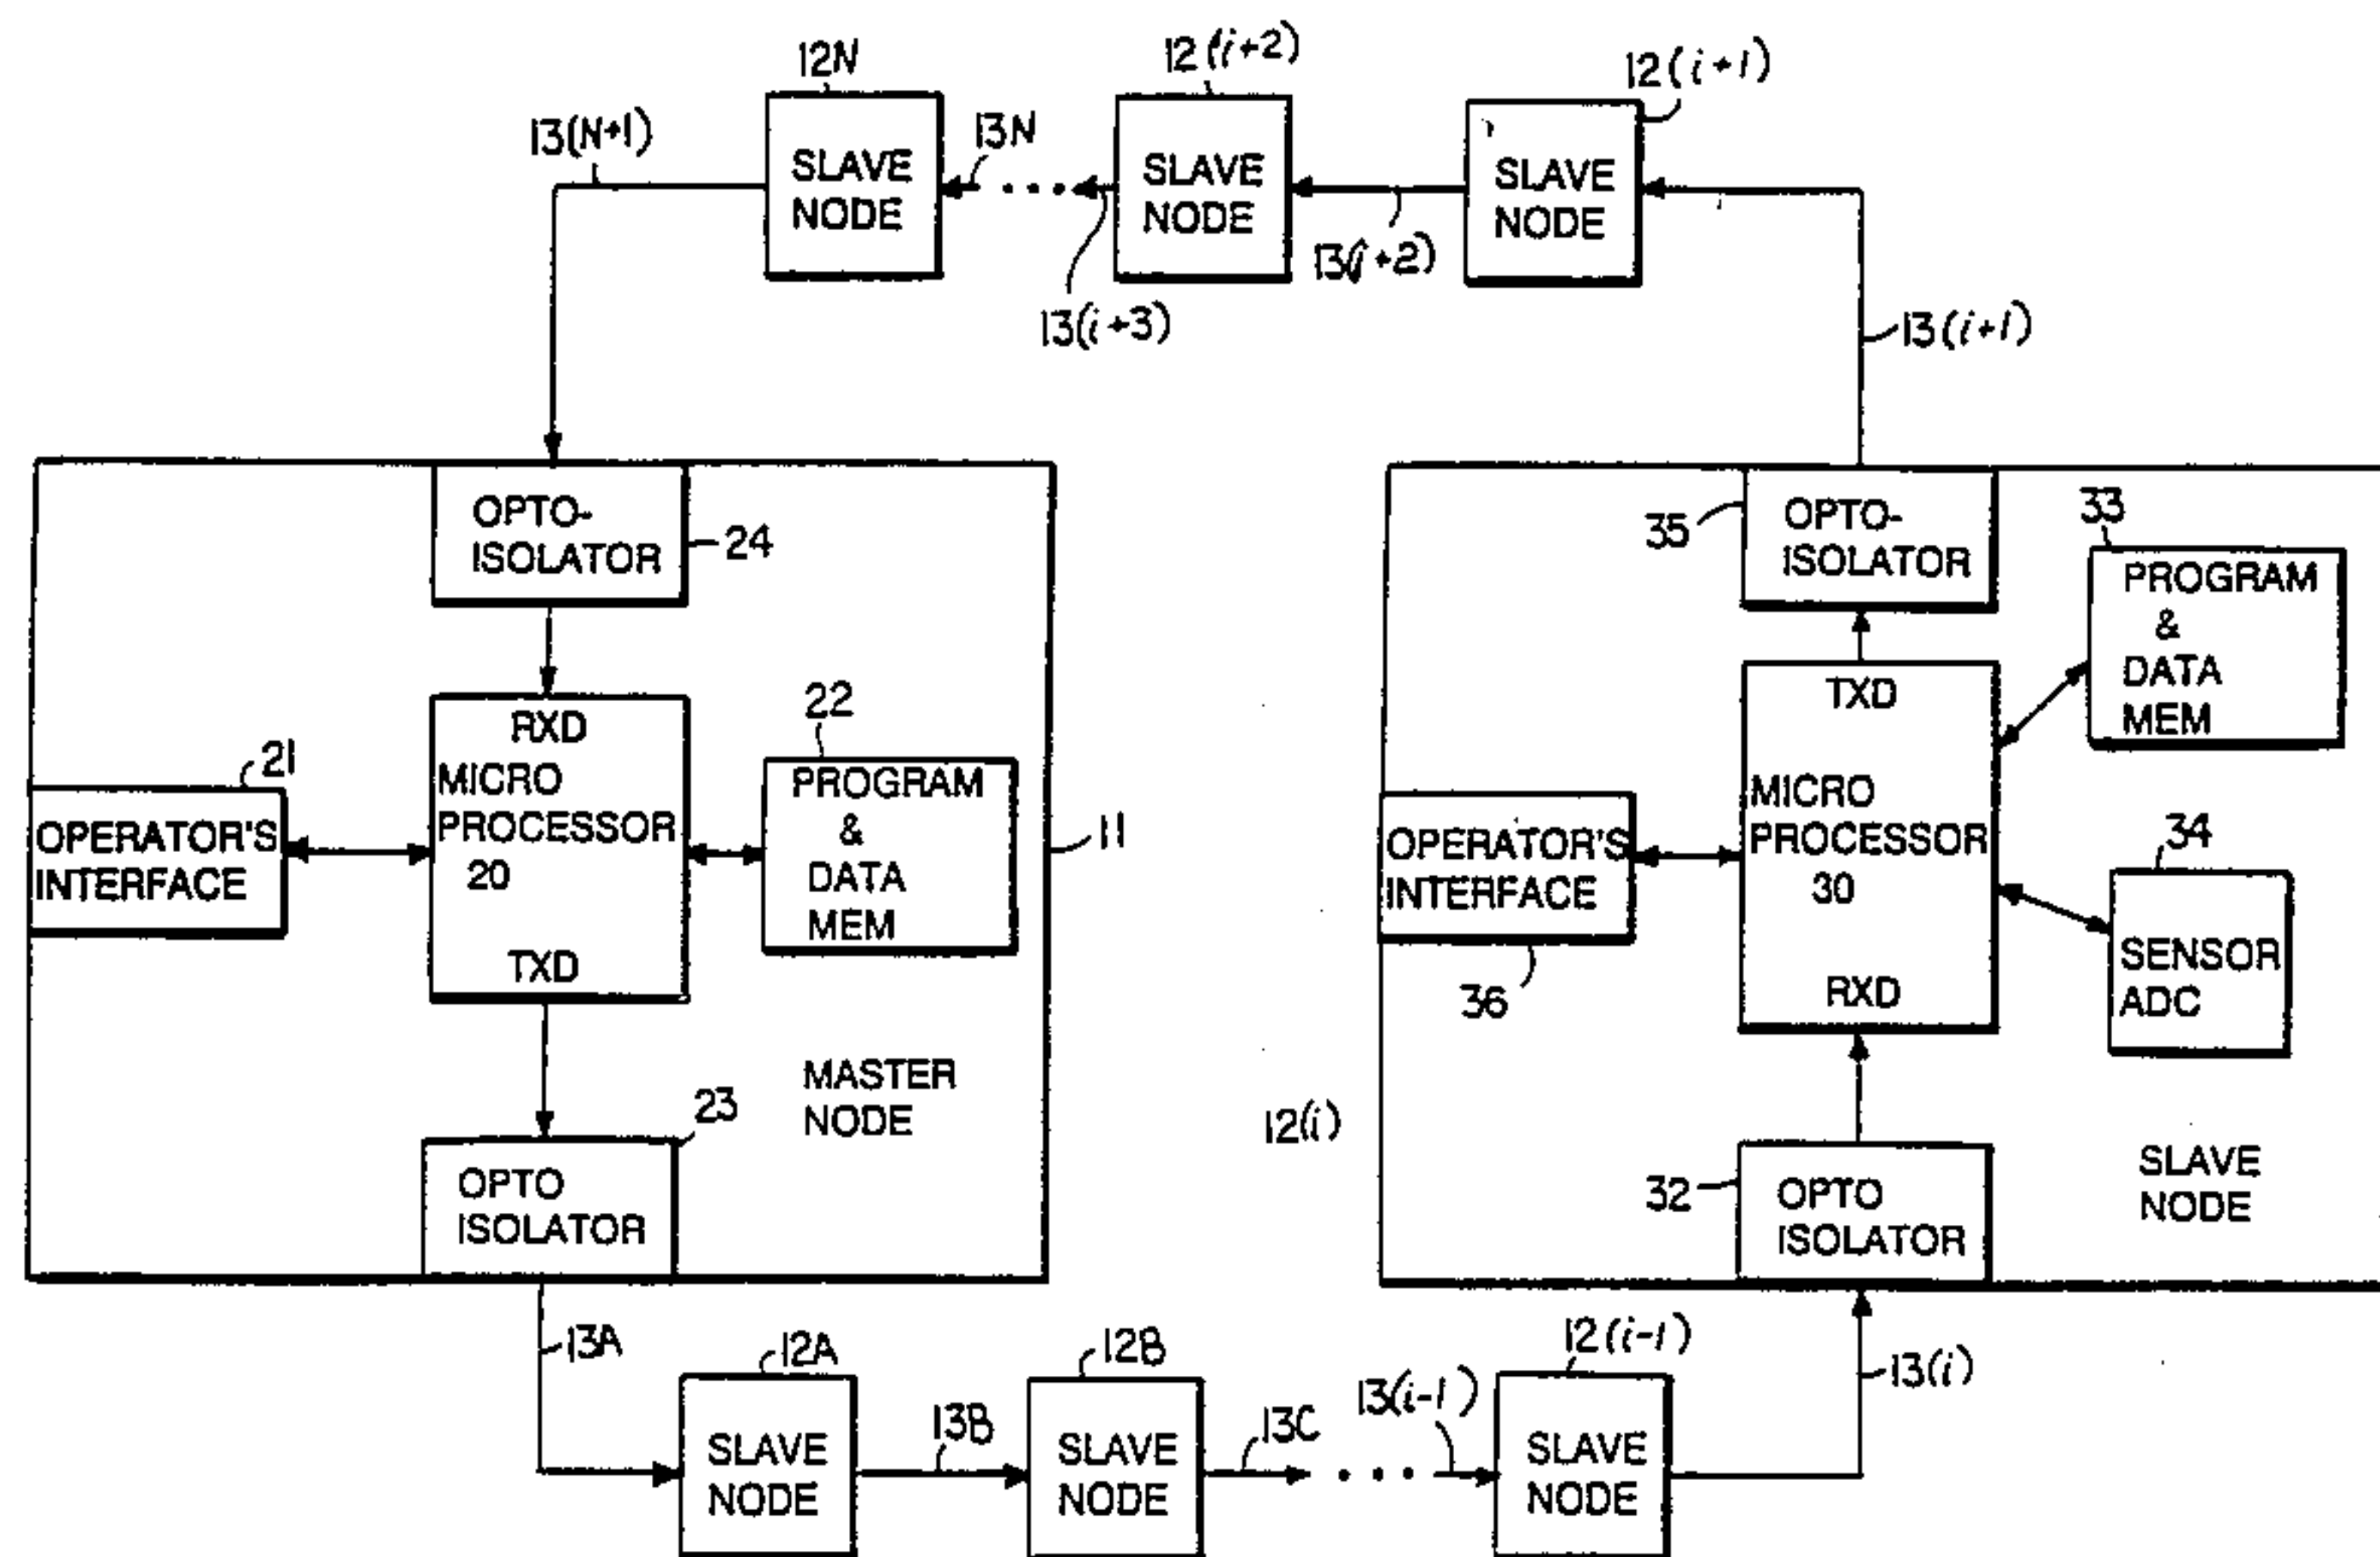 12N
12(i+2)
12(i+1)
13(N+1)
13N
SLAVE
NODE
SLAVE
NODE
SLAVE
NODE
13(i+2)
13(i+3)
13(i+1)
OPTO-
ISOLATOR
24
RXD
MICRO
PROCESSOR
20
TXD
21
OPERATOR'S
INTERFACE
22
PROGRAM
&
DATA
MEM
11
MASTER
NODE
23
OPTO
ISOLATOR
35
OPTO-
ISOLATOR
33
PROGRAM
&
DATA
MEM
TXD
MICRO
PROCESSOR
30
RXD
OPERATOR'S
INTERFACE
36
34
SENSOR
ADC
12(i)
32
OPTO
ISOLATOR
SLAVE
NODE
13A
12A
12B
12(i-1)
13(i)
13B
13C
13(i-1)
SLAVE
NODE
SLAVE
NODE
SLAVE
NODE